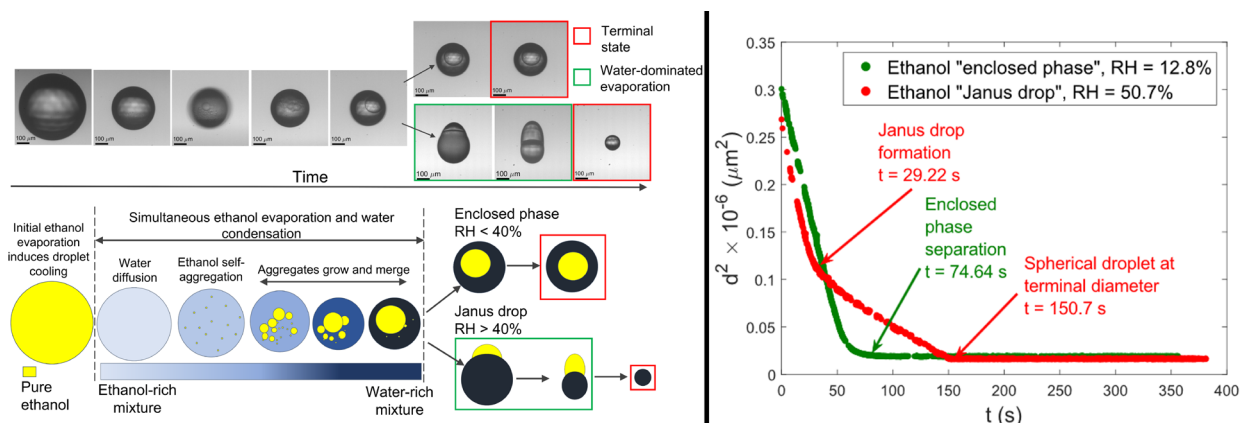 Terminal
state
Water-dominated
evaporation
100 μm
100 μm
100 μm
100 μm
100 μm
100 μm
100 μm
100 μm
100 μm
100 μm
Time
Simultaneous ethanol evaporation and water
condensation
Initial ethanol
evaporation
induces droplet
cooling
Water
diffusion
Ethanol self-
aggregation
Aggregates grow and merge
Enclosed phase
RH < 40%
Janus drop
RH > 40%
Pure
ethanol
Ethanol-rich
mixture
Water-rich
mixture
Ethanol "enclosed phase", RH = 12.8%
Ethanol "Janus drop", RH = 50.7%
Janus drop
formation
t = 29.22 s
Enclosed
phase
separation
t = 74.64 s
Spherical droplet at
terminal diameter
t = 150.7 s
d² × 10⁻⁶ (μm²)
0.35
0.3
0.25
0.2
0.15
0.1
0.05
0
0 50 100 150 200 250 300 350 400
t (s)